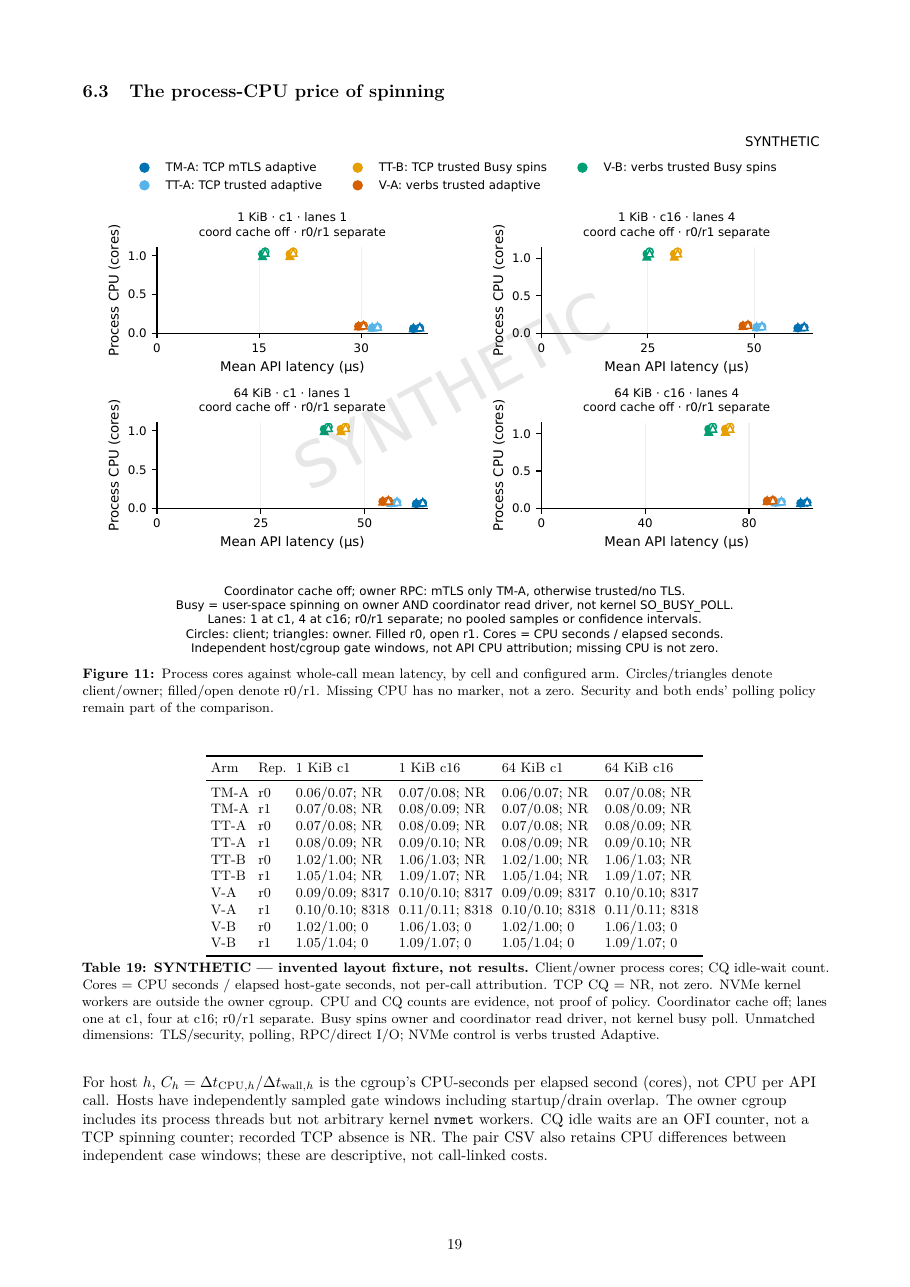 6.3 The process-CPU price of spinning
SYNTHETIC
TM-A: TCP mTLS adaptive
TT-B: TCP trusted Busy spins
V-B: verbs trusted Busy spins
TT-A: TCP trusted adaptive
V-A: verbs trusted adaptive
1 KiB · c1 · lanes 1
coord cache off · r0/r1 separate
Process CPU (cores)
1.0
0.5
0.0
0 15 30
Mean API latency (µs)
1 KiB · c16 · lanes 4
coord cache off · r0/r1 separate
Process CPU (cores)
1.0
0.5
0.0
0 25 50
Mean API latency (µs)
64 KiB · c1 · lanes 1
coord cache off · r0/r1 separate
Process CPU (cores)
1.0
0.5
0.0
0 25 50
Mean API latency (µs)
64 KiB · c16 · lanes 4
coord cache off · r0/r1 separate
Process CPU (cores)
1.0
0.5
0.0
0 40 80
Mean API latency (µs)
SYNTHETIC
Coordinator cache off; owner RPC: mTLS only TM-A, otherwise trusted/no TLS.
Busy = user-space spinning on owner AND coordinator read driver, not kernel SO_BUSY_POLL.
Lanes: 1 at c1, 4 at c16; r0/r1 separate; no pooled samples or confidence intervals.
Circles: client; triangles: owner. Filled r0, open r1. Cores = CPU seconds / elapsed seconds.
Independent host/cgroup gate windows, not API CPU attribution; missing CPU is not zero.
Figure 11: Process cores against whole-call mean latency, by cell and configured arm. Circles/triangles denote
client/owner; filled/open denote r0/r1. Missing CPU has no marker, not a zero. Security and both ends' polling policy
remain part of the comparison.
Arm Rep. 1 KiB c1 1 KiB c16 64 KiB c1 64 KiB c16
TM-A r0 0.06/0.07; NR 0.07/0.08; NR 0.06/0.07; NR 0.07/0.08; NR
TM-A r1 0.07/0.08; NR 0.08/0.09; NR 0.07/0.08; NR 0.08/0.09; NR
TT-A r0 0.07/0.08; NR 0.08/0.09; NR 0.07/0.08; NR 0.08/0.09; NR
TT-A r1 0.08/0.09; NR 0.09/0.10; NR 0.08/0.09; NR 0.09/0.10; NR
TT-B r0 1.02/1.00; NR 1.06/1.03; NR 1.02/1.00; NR 1.06/1.03; NR
TT-B r1 1.05/1.04; NR 1.09/1.07; NR 1.05/1.04; NR 1.09/1.07; NR
V-A r0 0.09/0.09; 8317 0.10/0.10; 8317 0.09/0.09; 8317 0.10/0.10; 8317
V-A r1 0.10/0.10; 8318 0.11/0.11; 8318 0.10/0.10; 8318 0.11/0.11; 8318
V-B r0 1.02/1.00; 0 1.06/1.03; 0 1.02/1.00; 0 1.06/1.03; 0
V-B r1 1.05/1.04; 0 1.09/1.07; 0 1.05/1.04; 0 1.09/1.07; 0
Table 19: SYNTHETIC — invented layout fixture, not results. Client/owner process cores; CQ idle-wait count.
Cores = CPU seconds / elapsed host-gate seconds, not per-call attribution. TCP CQ = NR, not zero. NVMe kernel
workers are outside the owner cgroup. CPU and CQ counts are evidence, not proof of policy. Coordinator cache off; lanes
one at c1, four at c16; r0/r1 separate. Busy spins owner and coordinator read driver, not kernel busy poll. Unmatched
dimensions: TLS/security, polling, RPC/direct I/O; NVMe control is verbs trusted Adaptive.
For host h, C_h = Δt_CPU,h/Δt_wall,h is the cgroup's CPU-seconds per elapsed second (cores), not CPU per API
call. Hosts have independently sampled gate windows including startup/drain overlap. The owner cgroup
includes its process threads but not arbitrary kernel nvmet workers. CQ idle waits are an OFI counter, not a
TCP spinning counter; recorded TCP absence is NR. The pair CSV also retains CPU differences between
independent case windows; these are descriptive, not call-linked costs.
19